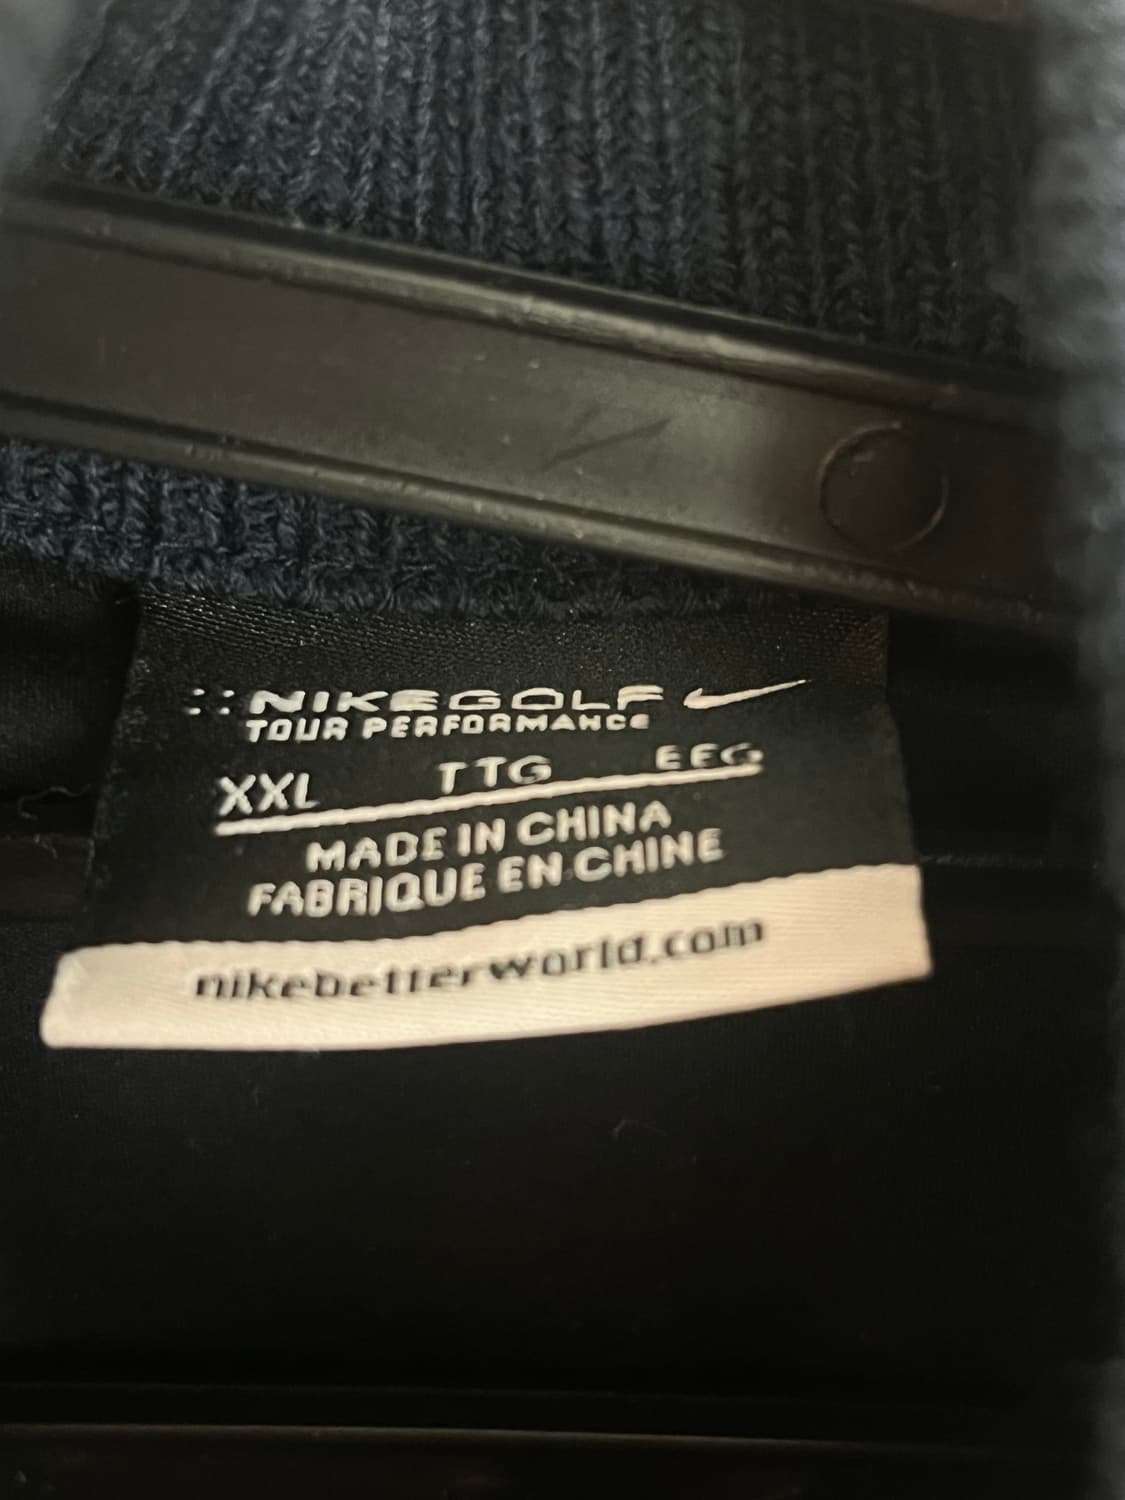 NIKEGOLF
TOUR PERFORMANCE
XXL TTG EEG
MADE IN CHINA
FABRIQUE EN CHINE
nikebetterworld.com